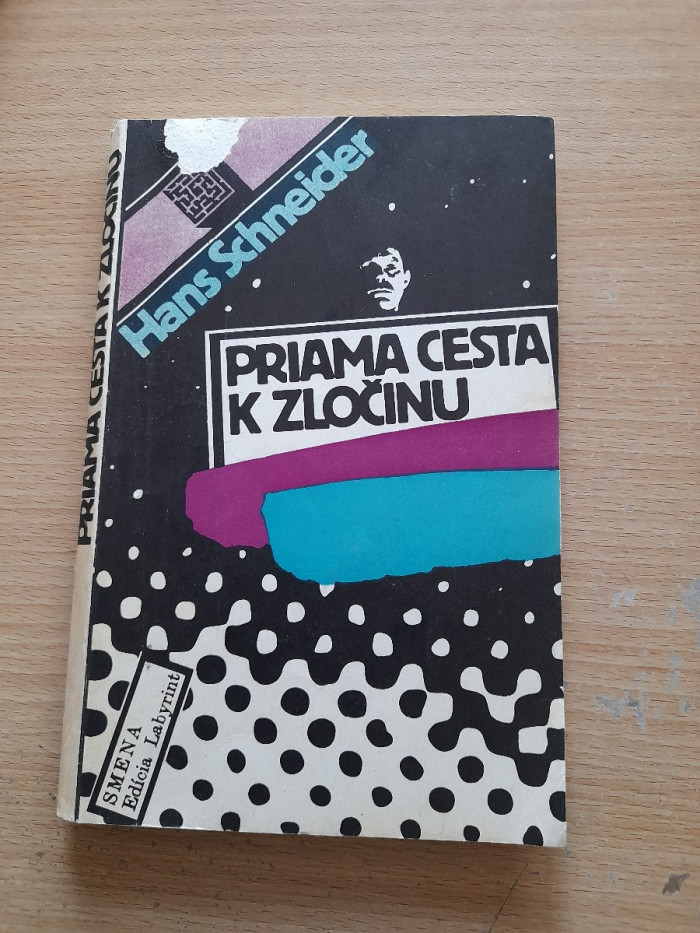 Hans Schneider
PRIAMA CESTA
K ZLOČINU
SMENA
Edícia Labyrint
PRIAMA CESTA K ZLOČINU